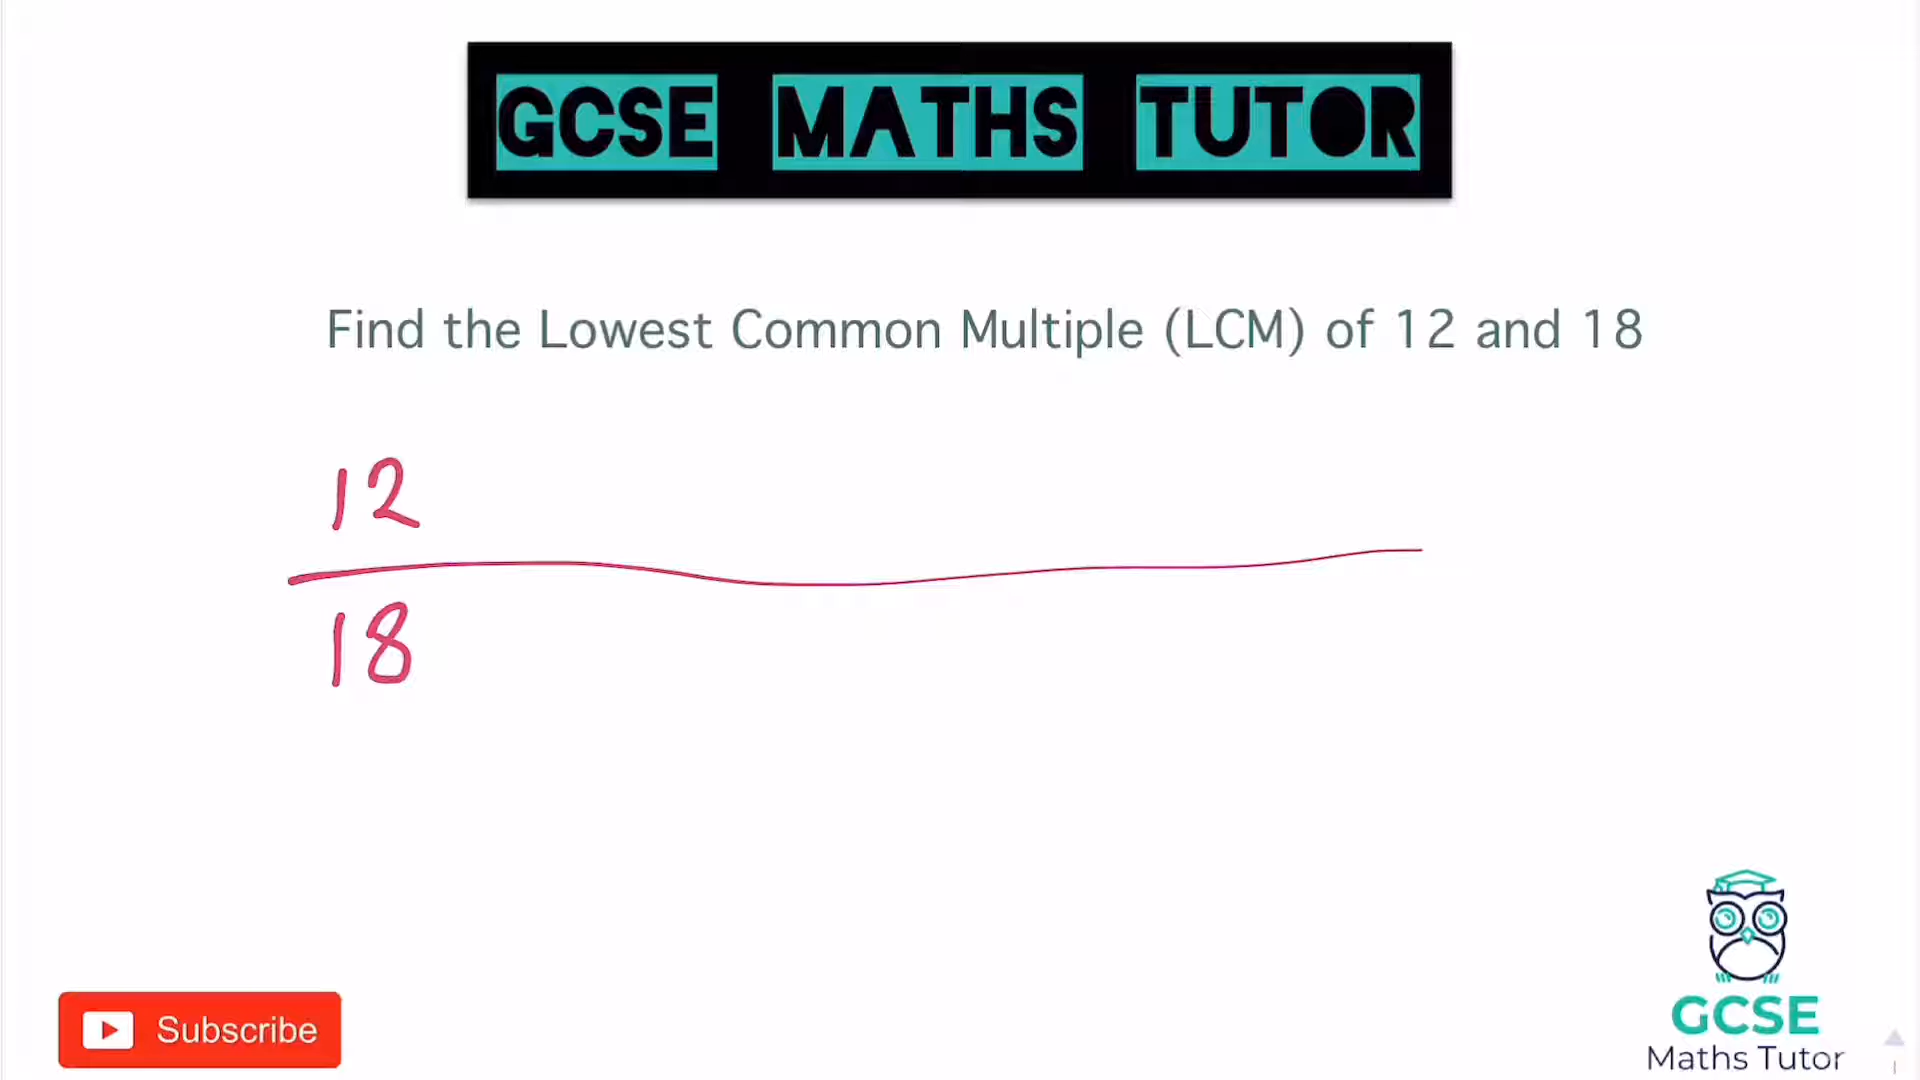 GCSE MATHS TUTOR
Find the Lowest Common Multiple (LCM) of 12 and 18
12
18
Subscribe
GCSE
Maths Tutor